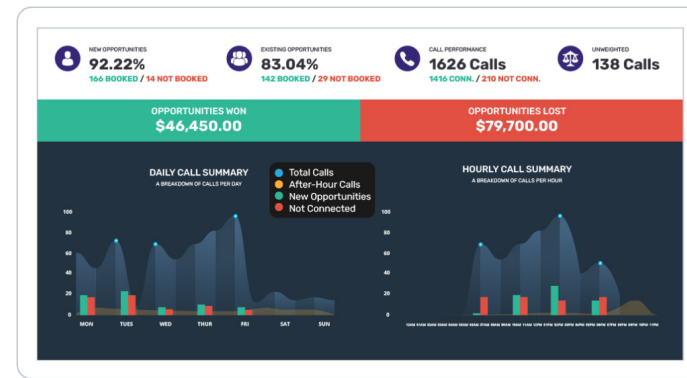 NEW OPPORTUNITIES
92.22%
166 BOOKED / 14 NOT BOOKED
EXISTING OPPORTUNITIES
83.04%
142 BOOKED / 29 NOT BOOKED
CALL PERFORMANCE
1626 Calls
1416 CONN. / 210 NOT CONN.
UNWEIGHTED
138 Calls
OPPORTUNITIES WON
$46,450.00
OPPORTUNITIES LOST
$79,700.00
DAILY CALL SUMMARY
A BREAKDOWN OF CALLS PER DAY
Total Calls
After-Hour Calls
New Opportunities
Not Connected
HOURLY CALL SUMMARY
A BREAKDOWN OF CALLS PER HOUR
100
80
60
40
20
0
MON TUES WED THUR FRI SAT SUN
100
80
60
40
20
0